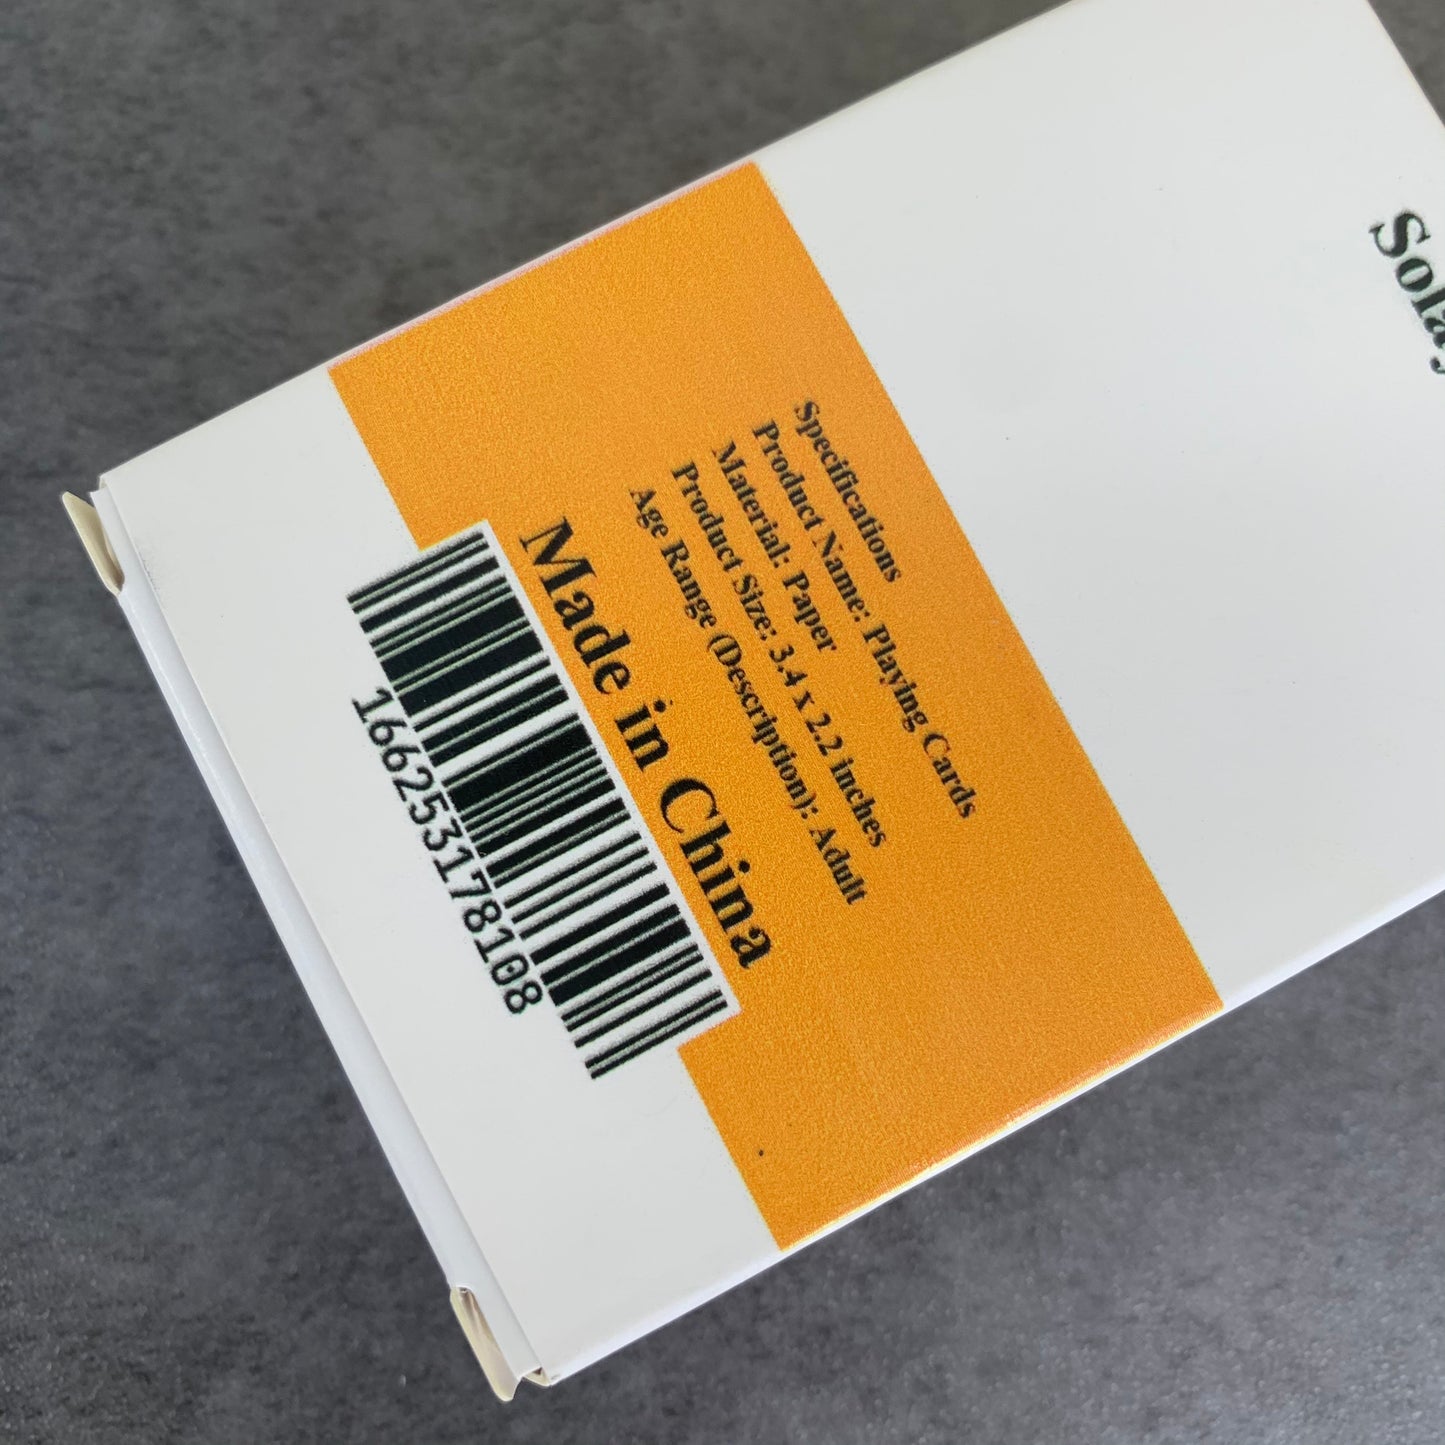 Specifications
Product Name: Playing Cards
Material: Paper
Product Size: 3.4 x 2.2 inches
Age Range (Description): Adult
Made in China
166253178108